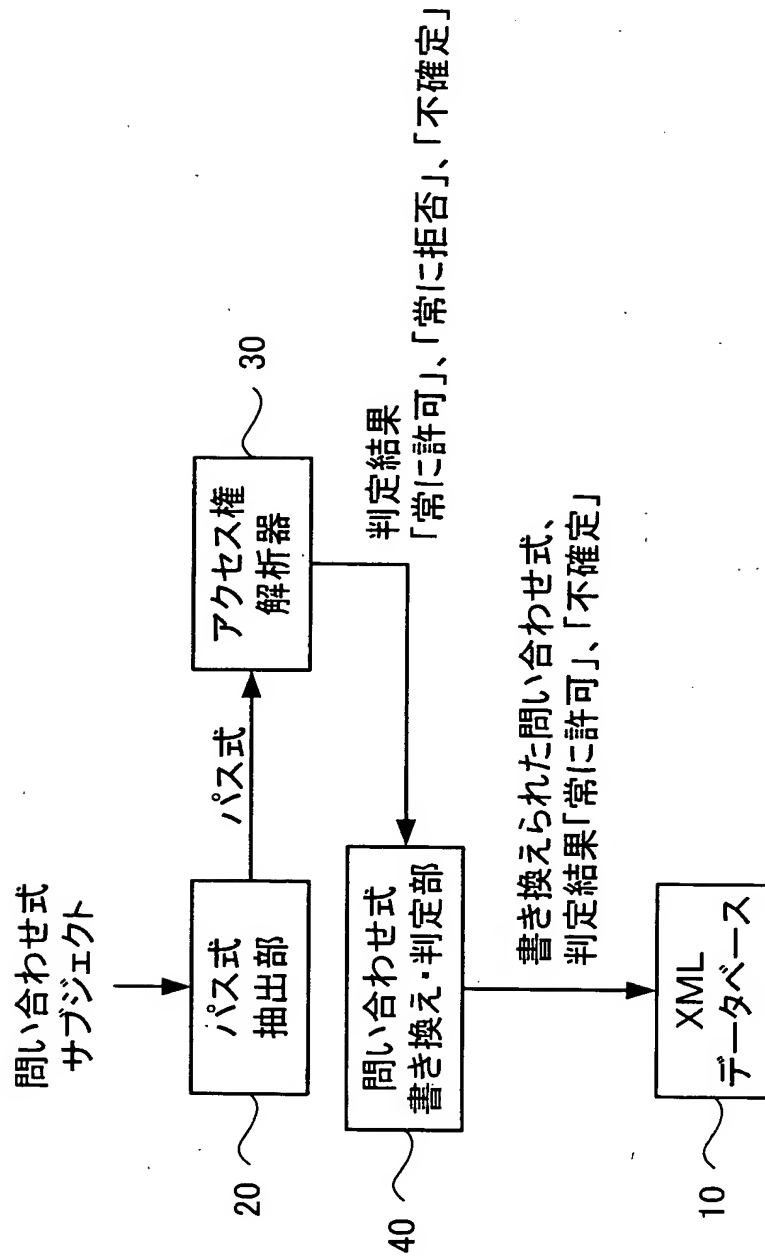 問い合わせ式
サブジェクト
パス式
抽出部
20
パス式
アクセス権
解析器
30
判定結果
「常に許可」、「常に拒否」、「不確定」
問い合わせ式
書き換え・判定部
40
書き換えられた問い合わせ式、
判定結果「常に許可」、「不確定」
XML
データベース
10